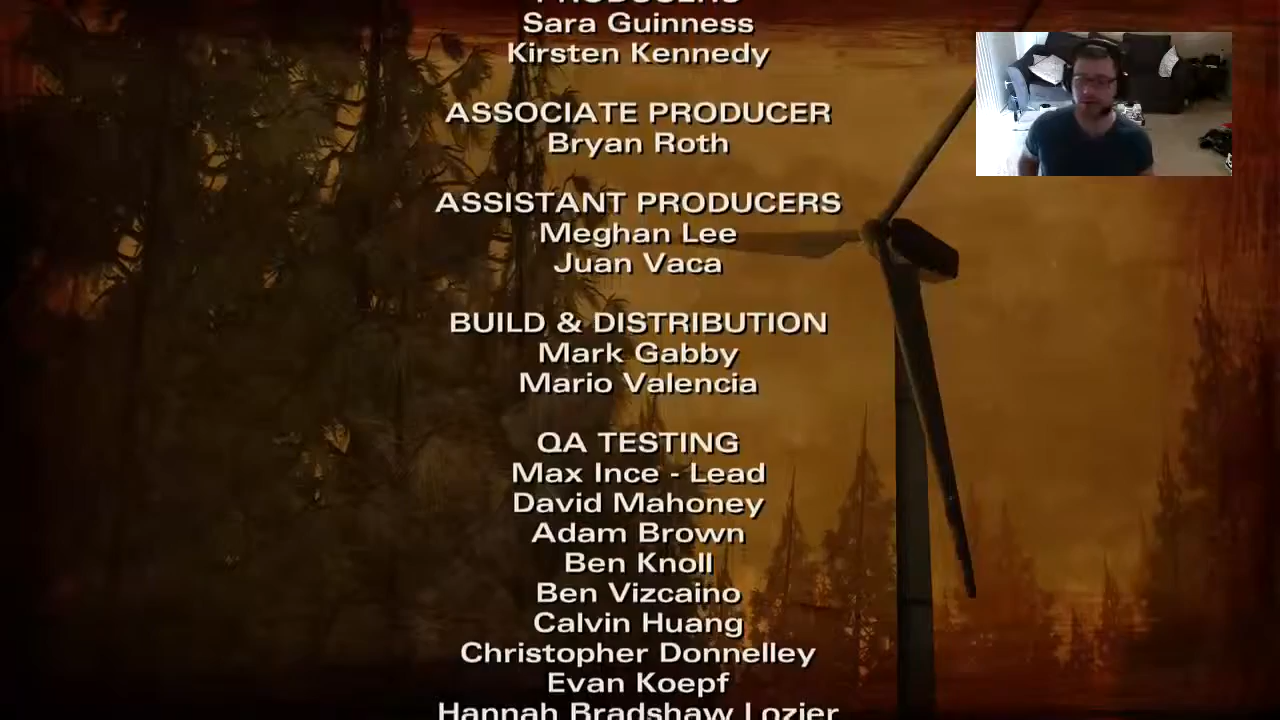 PRODUCERS
Sara Guinness
Kirsten Kennedy
ASSOCIATE PRODUCER
Bryan Roth
ASSISTANT PRODUCERS
Meghan Lee
Juan Vaca
BUILD & DISTRIBUTION
Mark Gabby
Mario Valencia
QA TESTING
Max Ince - Lead
David Mahoney
Adam Brown
Ben Knoll
Ben Vizcaino
Calvin Huang
Christopher Donnelley
Evan Koepf
Hannah Bradshaw Lozier